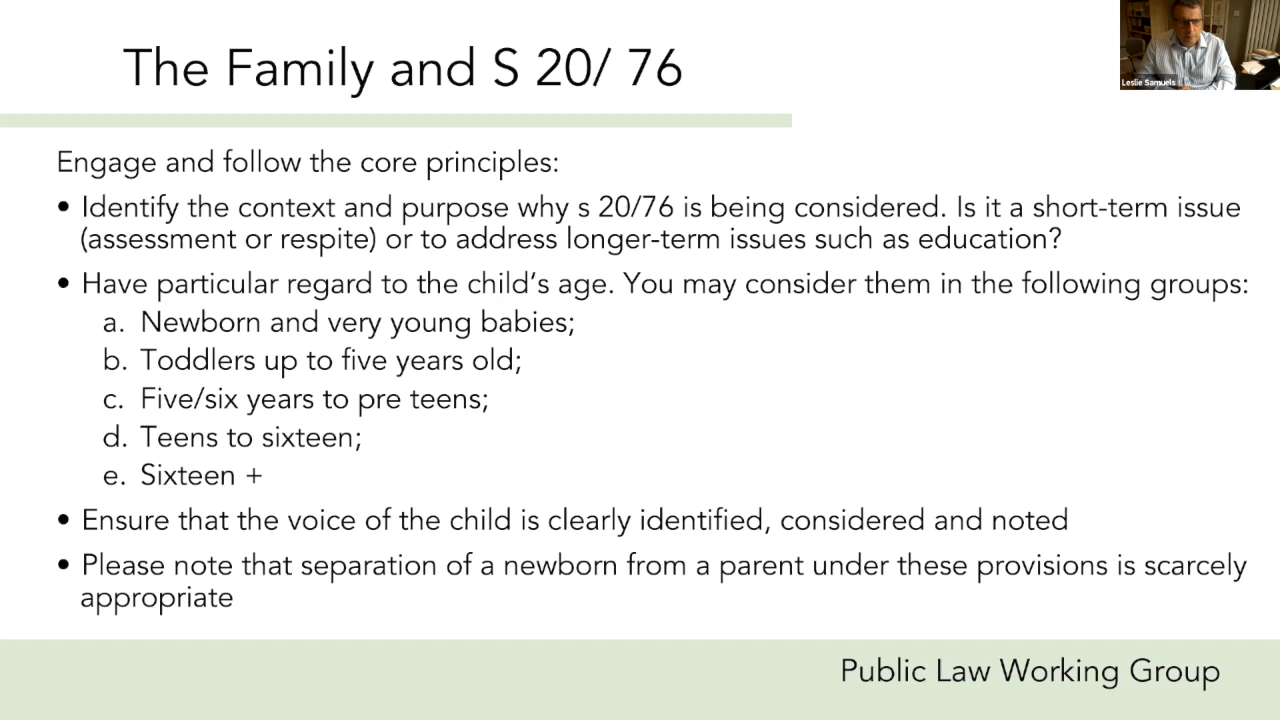 The Family and S 20/ 76
Leslie Samuels
Engage and follow the core principles:
• Identify the context and purpose why s 20/76 is being considered. Is it a short-term issue
(assessment or respite) or to address longer-term issues such as education?
• Have particular regard to the child's age. You may consider them in the following groups:
a. Newborn and very young babies;
b. Toddlers up to five years old;
c. Five/six years to pre teens;
d. Teens to sixteen;
e. Sixteen +
• Ensure that the voice of the child is clearly identified, considered and noted
• Please note that separation of a newborn from a parent under these provisions is scarcely
appropriate
Public Law Working Group